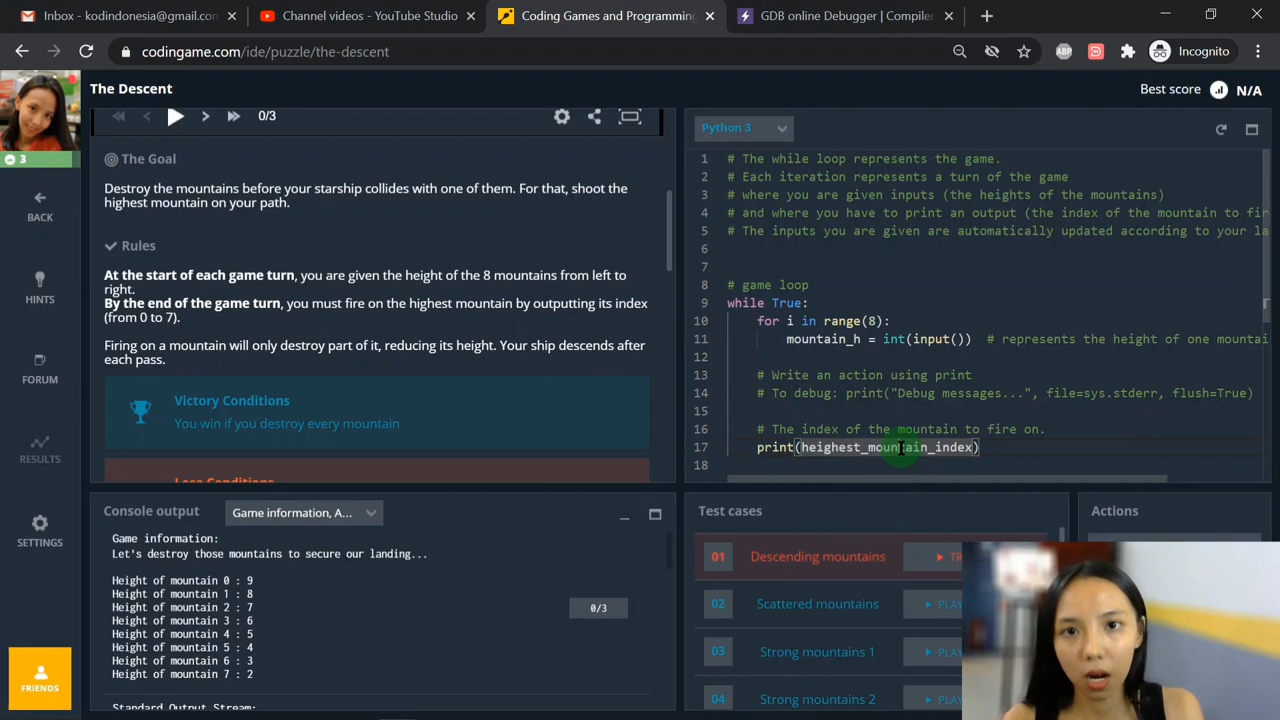 Inbox - kodindonesia@gmail.con
Channel videos - YouTube Studio
Coding Games and Programming
GDB online Debugger | Compiler
codingame.com/ide/puzzle/the-descent
ABP
Incognito
The Descent
Best score
N/A
3
BACK
HINTS
FORUM
RESULTS
SETTINGS
FRIENDS
0/3
The Goal
Destroy the mountains before your starship collides with one of them. For that, shoot the
highest mountain on your path.
Rules
At the start of each game turn, you are given the height of the 8 mountains from left to
right.
By the end of the game turn, you must fire on the highest mountain by outputting its index
(from 0 to 7).
Firing on a mountain will only destroy part of it, reducing its height. Your ship descends after
each pass.
Victory Conditions
You win if you destroy every mountain
Lose Conditions
Python 3
1 # The while loop represents the game.
2 # Each iteration represents a turn of the game
3 # where you are given inputs (the heights of the mountains)
4 # and where you have to print an output (the index of the mountain to fir
5 # The inputs you are given are automatically updated according to your la
6
7
8 # game loop
9 while True:
10 for i in range(8):
11 mountain_h = int(input()) # represents the height of one mountai
12
13 # Write an action using print
14 # To debug: print("Debug messages...", file=sys.stderr, flush=True)
15
16 # The index of the mountain to fire on.
17 print(heighest_mountain_index)
18
Console output
Game information, A...
Game information:
Let's destroy those mountains to secure our landing...
Height of mountain 0 : 9
Height of mountain 1 : 8
Height of mountain 2 : 7
Height of mountain 3 : 6
Height of mountain 4 : 5
Height of mountain 5 : 4
Height of mountain 6 : 3
Height of mountain 7 : 2
0/3
Standard Output Stream:
Test cases
01 Descending mountains
02 Scattered mountains PLAY
03 Strong mountains 1
04 Strong mountains 2
Actions